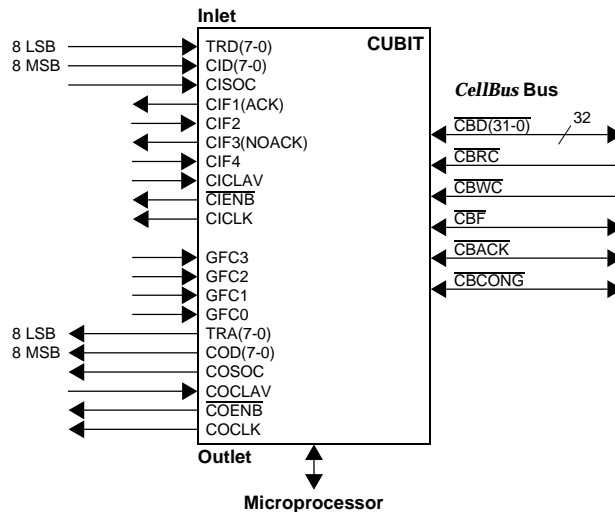 Inlet
CUBIT
8 LSB TRD(7-0)
8 MSB CID(7-0)
CISOC
CIF1(ACK)
CIF2
CIF3(NOACK)
CIF4
CICLAV
CIENB
CICLK
GFC3
GFC2
GFC1
GFC0
8 LSB TRA(7-0)
8 MSB COD(7-0)
COSOC
COCLAV
COENB
COCLK
Outlet
CellBus Bus
CBD(31-0) 32
CBRC
CBWC
CBF
CBACK
CBCONG
Microprocessor